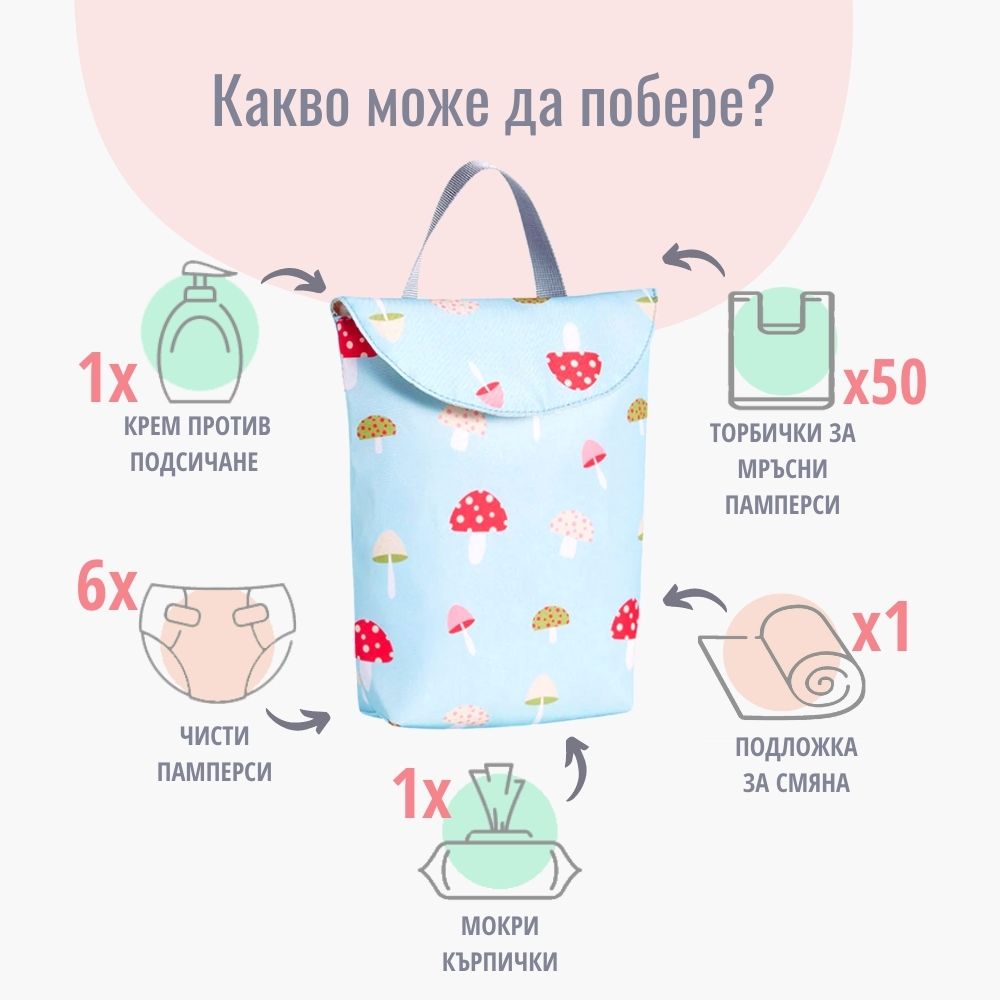 Какво може да побере?
1x
КРЕМ ПРОТИВ
ПОДСИЧАНЕ
x50
ТОРБИЧКИ ЗА
МРЪСНИ
ПАМПЕРСИ
6x
ЧИСТИ
ПАМПЕРСИ
x1
ПОДЛОЖКА
ЗА СМЯНА
1x
МОКРИ
КЪРПИЧКИ